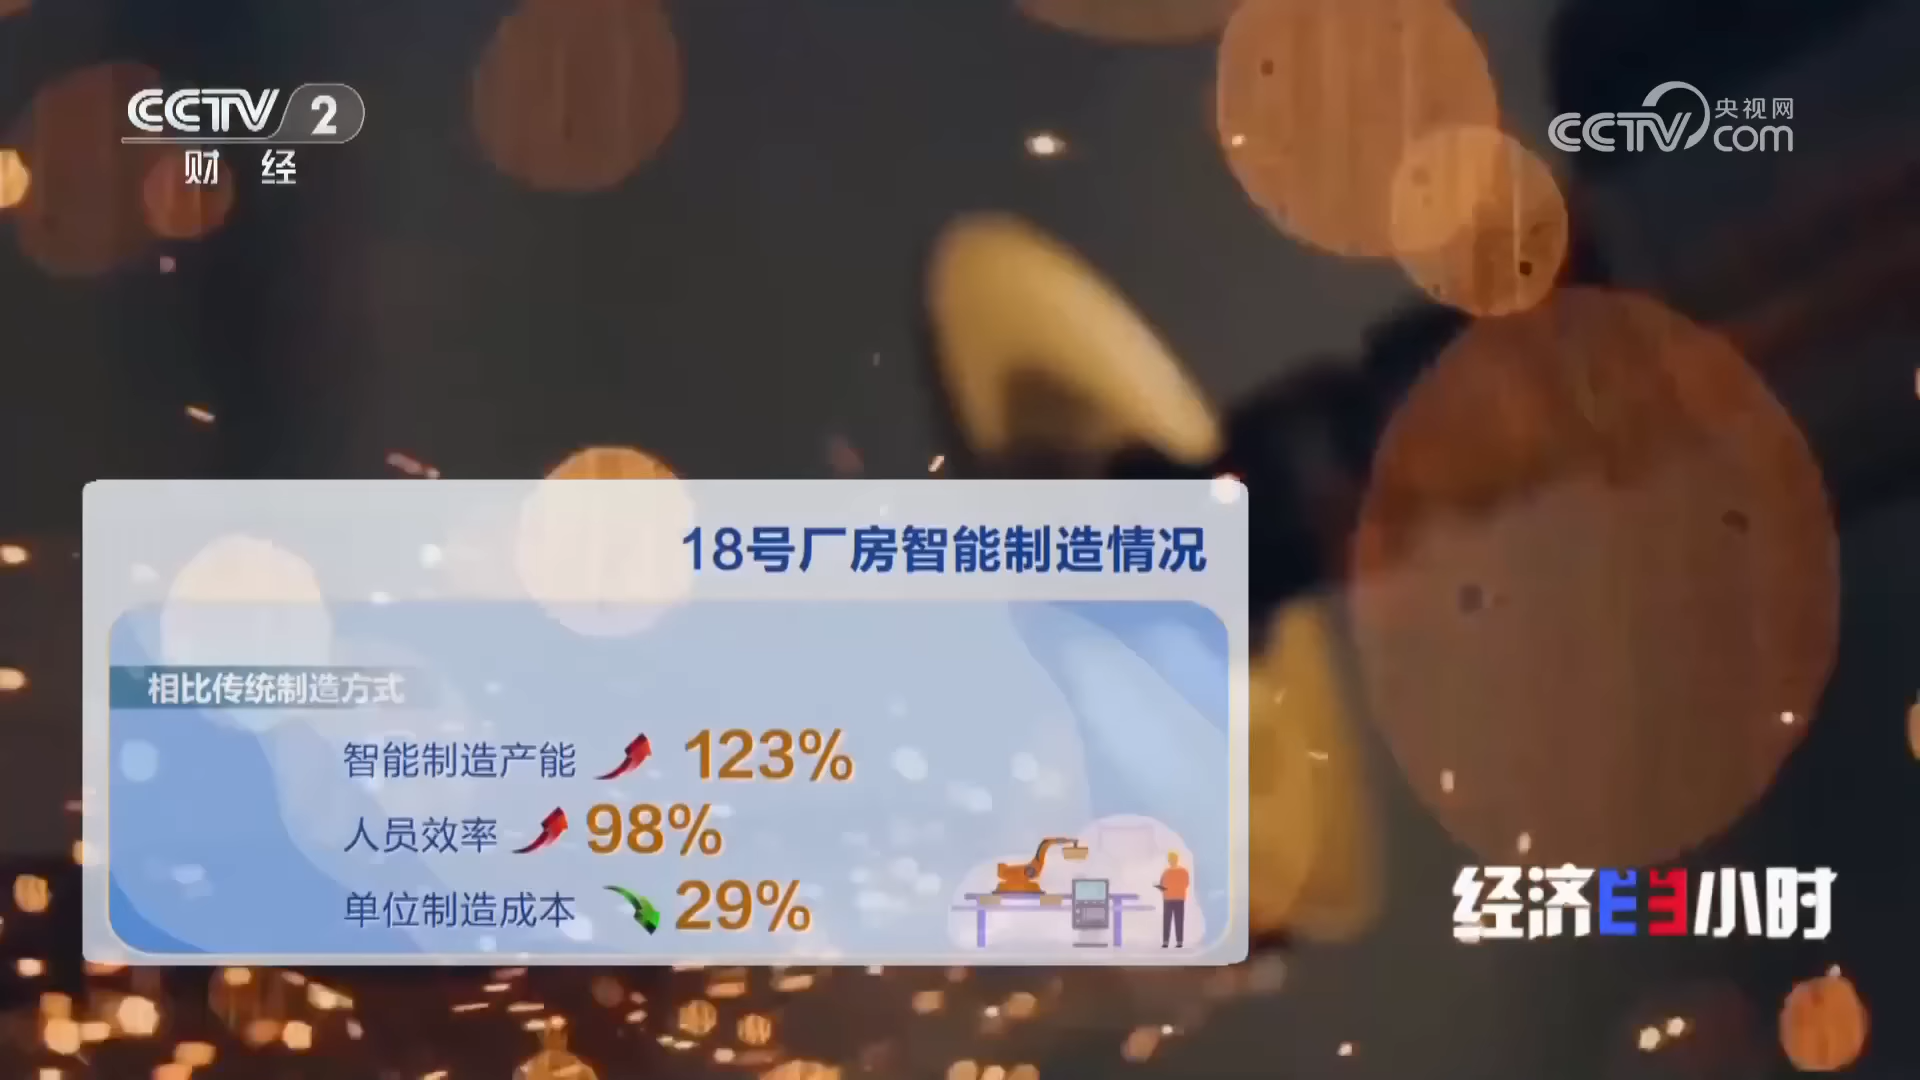 CCTV 2
财 经
央视网
CCTV com
18号厂房智能制造情况
相比传统制造方式
智能制造产能 123%
人员效率 98%
单位制造成本 29%
经济半小时